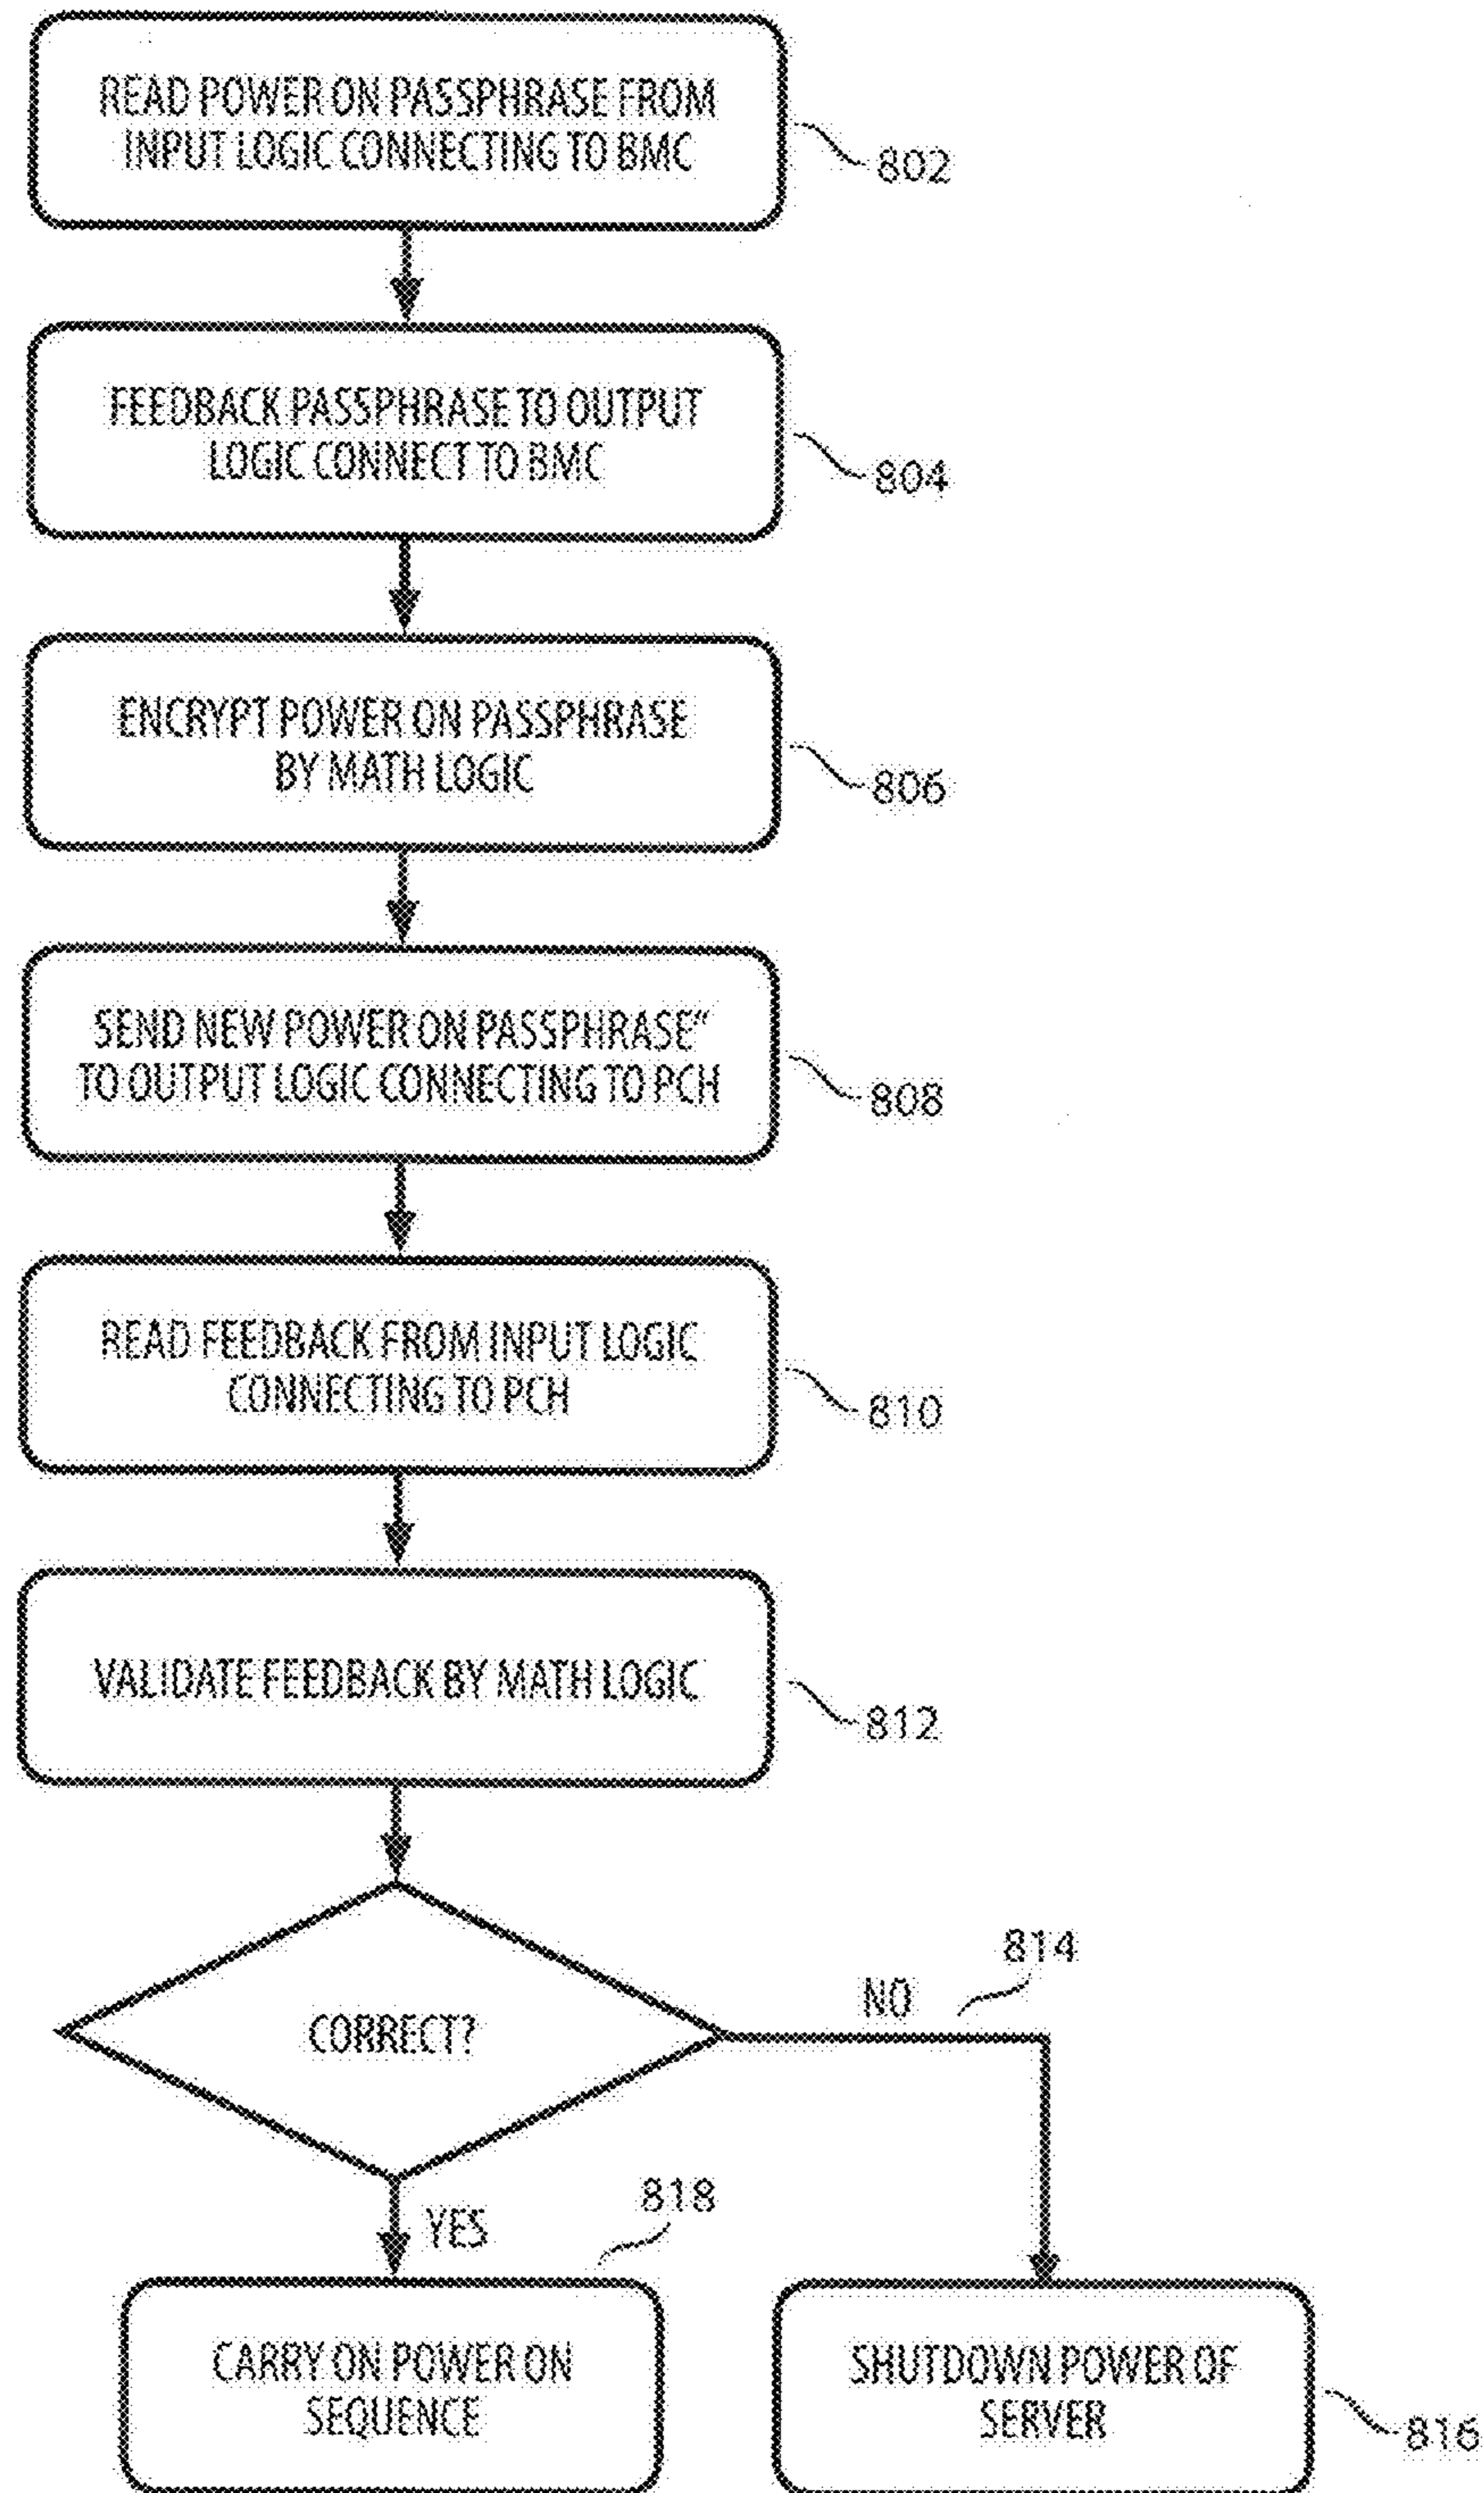 READ POWER ON PASSPHRASE FROM
INPUT LOGIC CONNECTING TO BMC
802
FEEDBACK PASSPHRASE TO OUTPUT
LOGIC CONNECT TO BMC
804
ENCRYPT POWER ON PASSPHRASE
BY MATH LOGIC
806
SEND NEW POWER ON PASSPHRASE“
TO OUTPUT LOGIC CONNECTING TO PCH
808
READ FEEDBACK FROM INPUT LOGIC
CONNECTING TO PCH
810
VALIDATE FEEDBACK BY MATH LOGIC
812
CORRECT?
NO
814
YES
818
CARRY ON POWER ON
SEQUENCE
SHUTDOWN POWER OF
SERVER
816